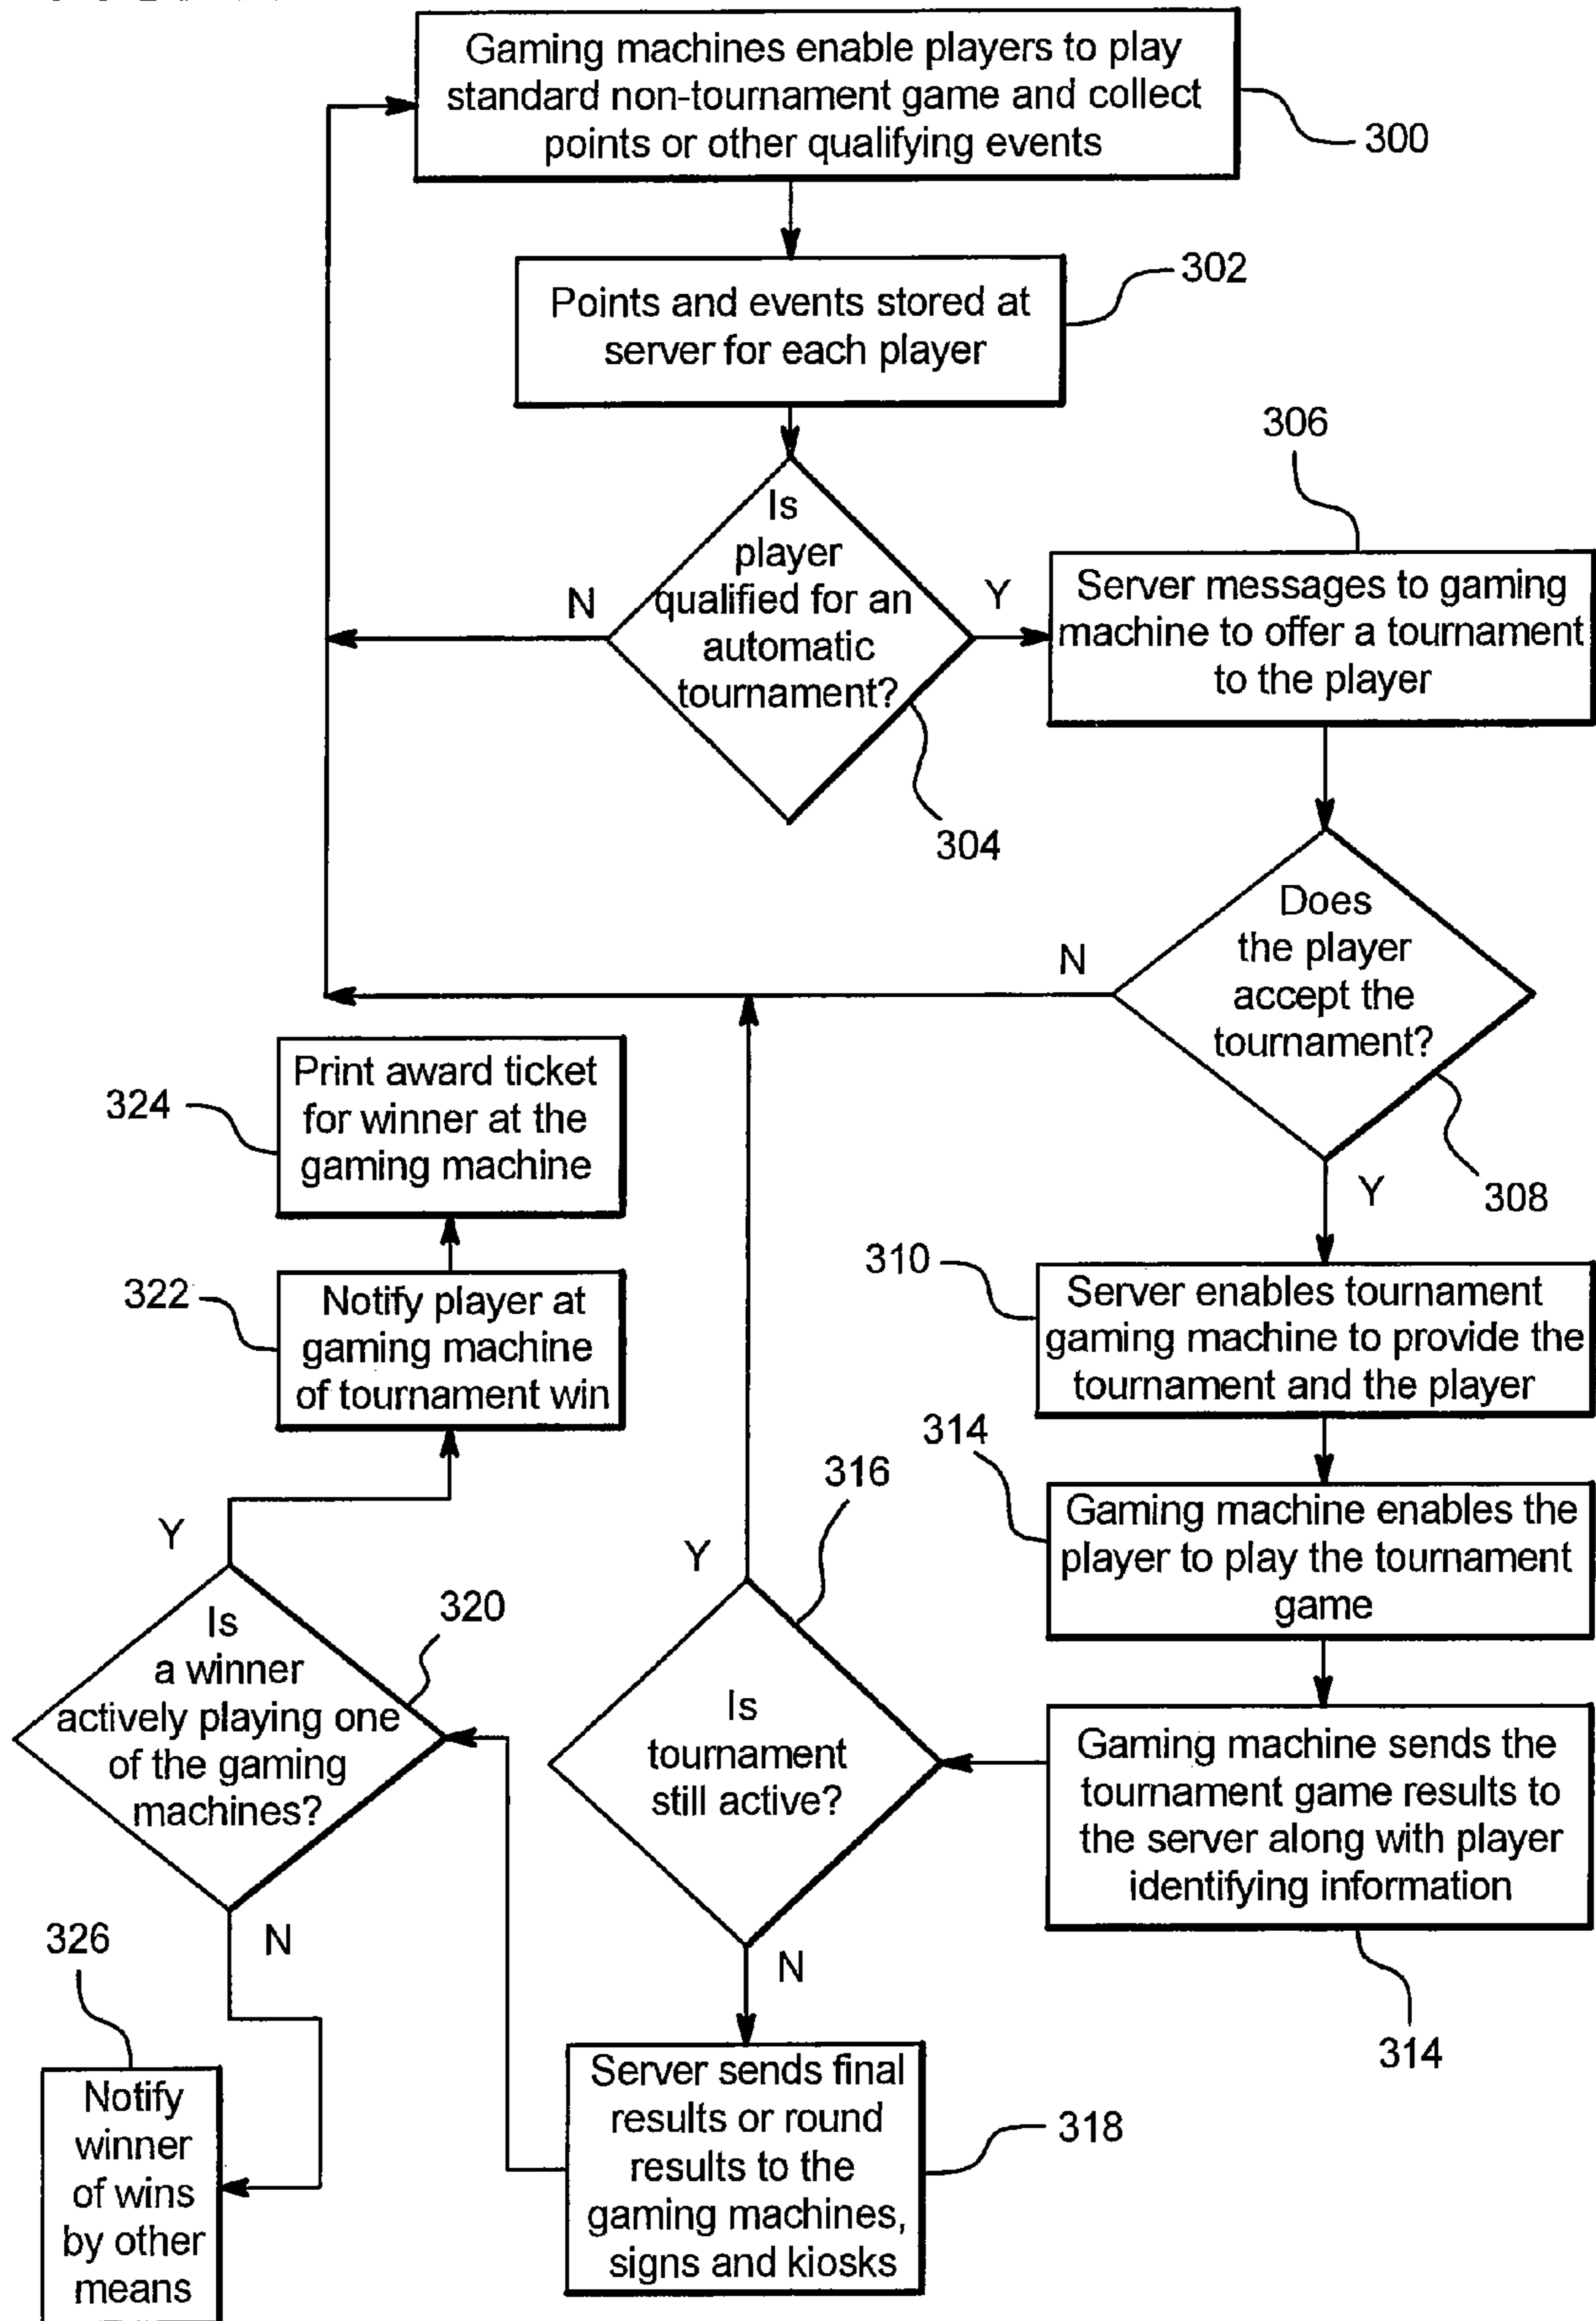 Gaming machines enable players to play
standard non-tournament game and collect
points or other qualifying events
300
302
Points and events stored at
server for each player
306
Is
player
qualified for an
automatic
tournament?
N
Y
304
Server messages to gaming
machine to offer a tournament
to the player
Does
the player
accept the
tournament?
N
Y
308
324
Print award ticket
for winner at the
gaming machine
322
Notify player at
gaming machine
of tournament win
310
Server enables tournament
gaming machine to provide the
tournament and the player
314
Gaming machine enables the
player to play the tournament
game
316
Y
Is
tournament
still active?
N
Gaming machine sends the
tournament game results to
the server along with player
identifying information
314
Y
320
Is
a winner
actively playing one
of the gaming
machines?
N
326
Notify
winner
of wins
by other
means
Server sends final
results or round
results to the
gaming machines,
signs and kiosks
318